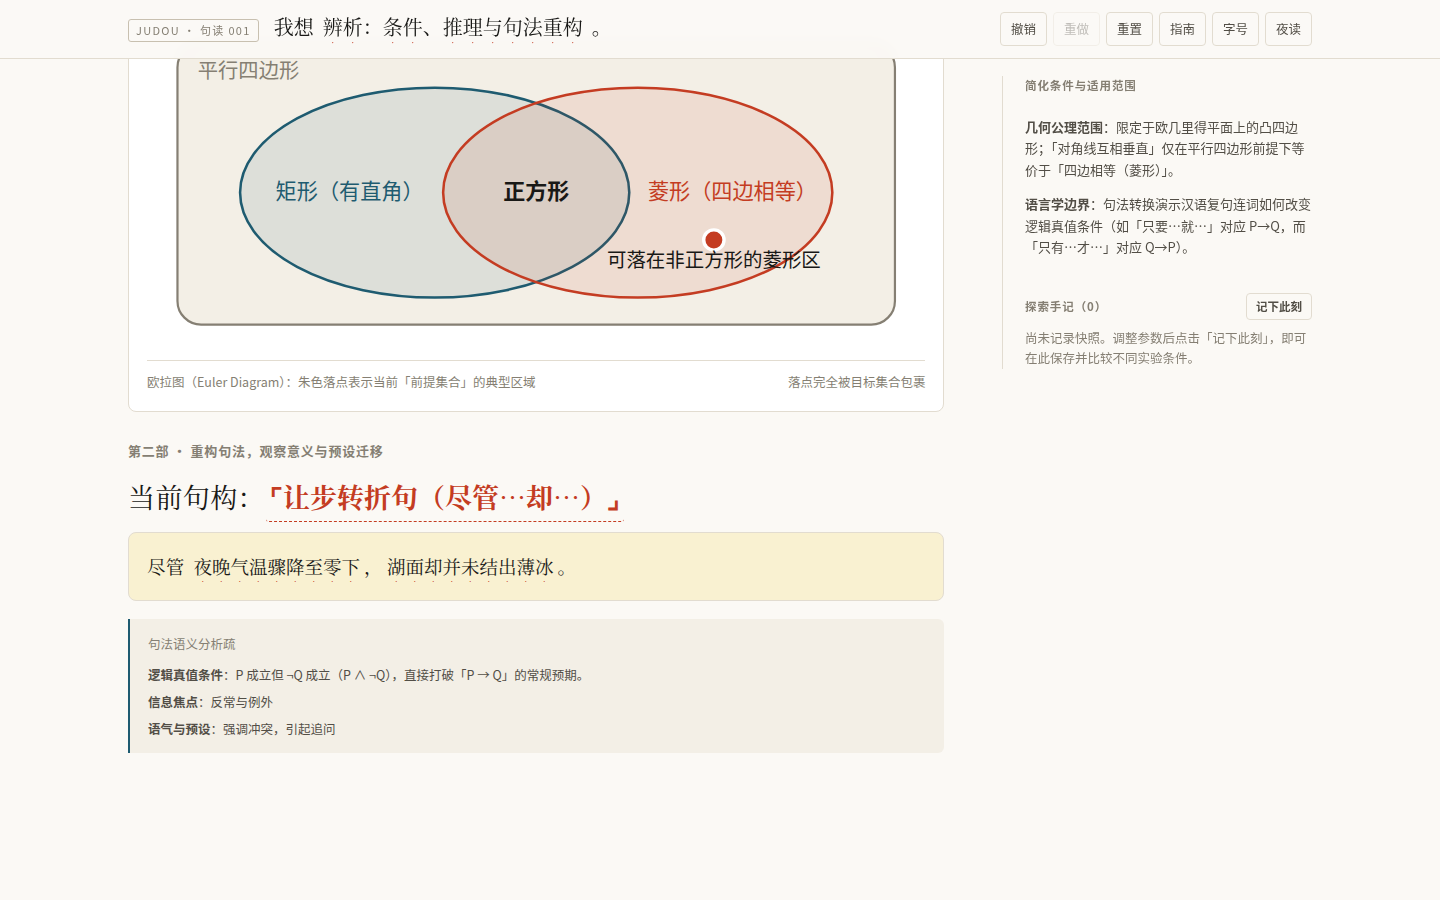 JUDOU · 句读 001
我想 辨析：条件、推理与句法重构 。
撤销
重做
重置
指南
字号
夜读
平行四边形
矩形（有直角）
正方形
菱形（四边相等）
可落在非正方形的菱形区
欧拉图（Euler Diagram）：朱色落点表示当前「前提集合」的典型区域
落点完全被目标集合包裹
第二部 · 重构句法，观察意义与预设迁移
当前句构：「让步转折句（尽管…却…）」
尽管 夜晚气温骤降至零下， 湖面却并未结出薄冰。
句法语义分析疏
逻辑真值条件：P 成立但 ¬Q 成立（P ∧ ¬Q），直接打破「P → Q」的常规预期。
信息焦点：反常与例外
语气与预设：强调冲突，引起追问
简化条件与适用范围
几何公理范围：限定于欧几里得平面上的凸四边
形；「对角线互相垂直」仅在平行四边形前提下等
价于「四边相等（菱形）」。
语言学边界：句法转换演示汉语复句连词如何改变
逻辑真值条件（如「只要…就…」对应 P→Q，而
「只有…才…」对应 Q→P）。
探索手记（0）
记下此刻
尚未记录快照。调整参数后点击「记下此刻」，即可
在此保存并比较不同实验条件。